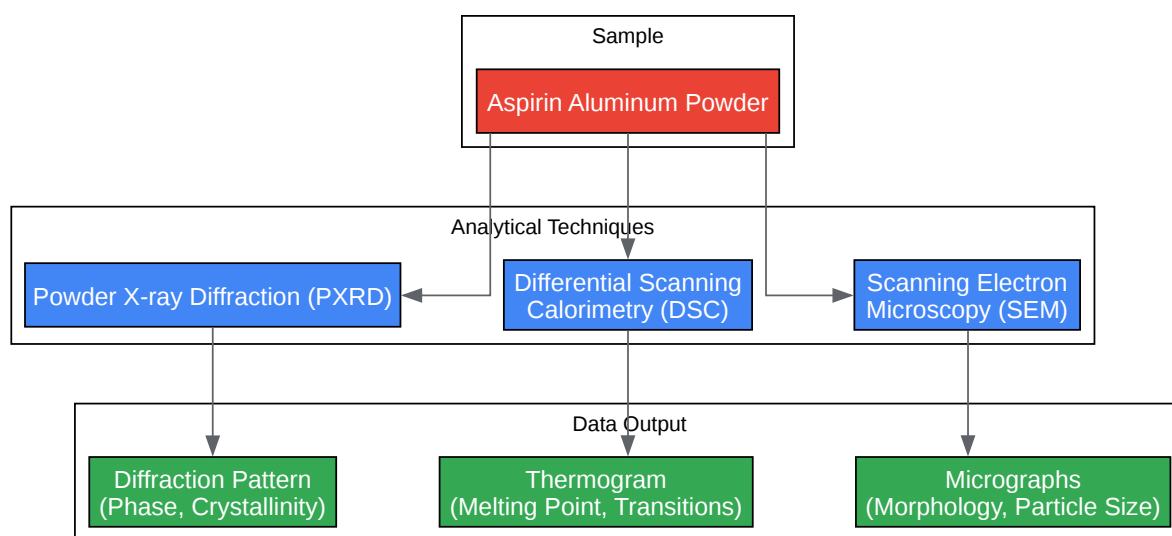 Sample
Aspirin Aluminum Powder
Analytical Techniques
Powder X-ray Diffraction (PXRD)
Differential Scanning
Calorimetry (DSC)
Scanning Electron
Microscopy (SEM)
Data Output
Diffraction Pattern
(Phase, Crystallinity)
Thermogram
(Melting Point, Transitions)
Micrographs
(Morphology, Particle Size)